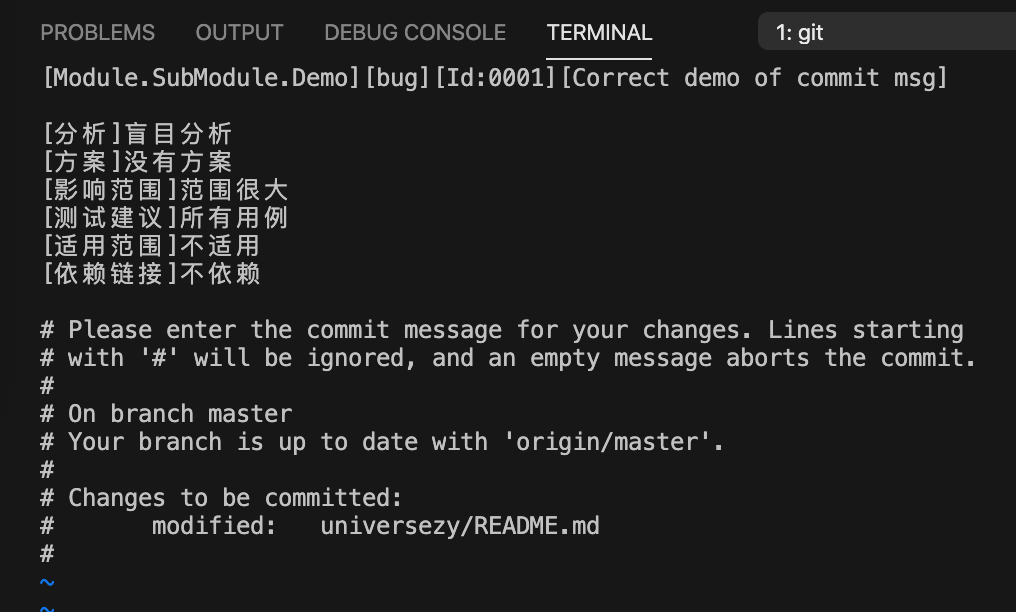 PROBLEMS OUTPUT DEBUG CONSOLE TERMINAL 1: git
[Module.SubModule.Demo][bug][Id:0001][Correct demo of commit msg]
[分析]盲目分析
[方案]没有方案
[影响范围]范围很大
[测试建议]所有用例
[适用范围]不适用
[依赖链接]不依赖
# Please enter the commit message for your changes. Lines starting
# with '#' will be ignored, and an empty message aborts the commit.
#
# On branch master
# Your branch is up to date with 'origin/master'.
#
# Changes to be committed:
#       modified:   universezy/README.md
#
~
~